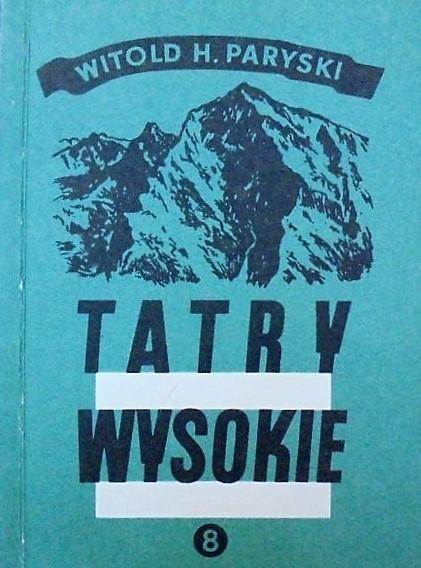 WITOLD H. PARYSKI
TATRY
WYSOKIE
8